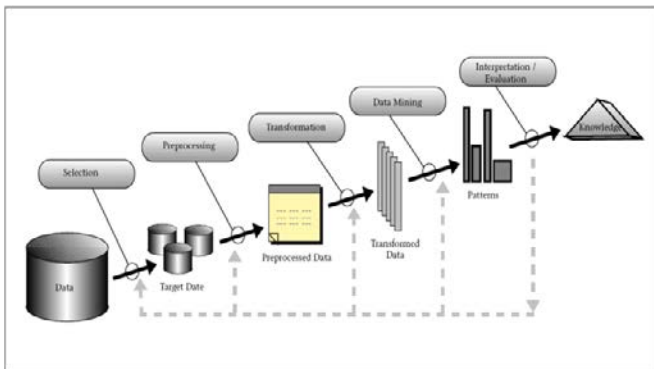 Interpretation /
Evaluation
Data Mining
Transformation
Preprocessing
Selection
Knowledge
Patterns
Transformed
Data
Preprocessed Data
Target Date
Data